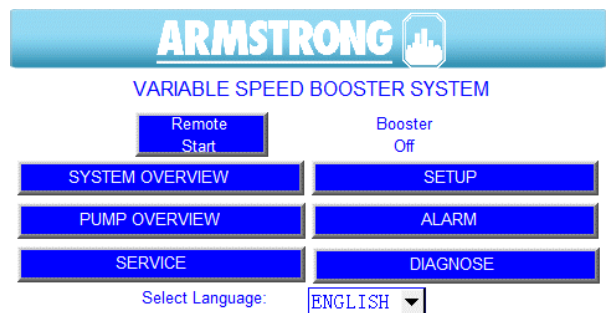 ARMSTRONG
VARIABLE SPEED BOOSTER SYSTEM
Remote
Start
Booster
Off
SYSTEM OVERVIEW
SETUP
PUMP OVERVIEW
ALARM
SERVICE
DIAGNOSE
Select Language:
ENGLISH